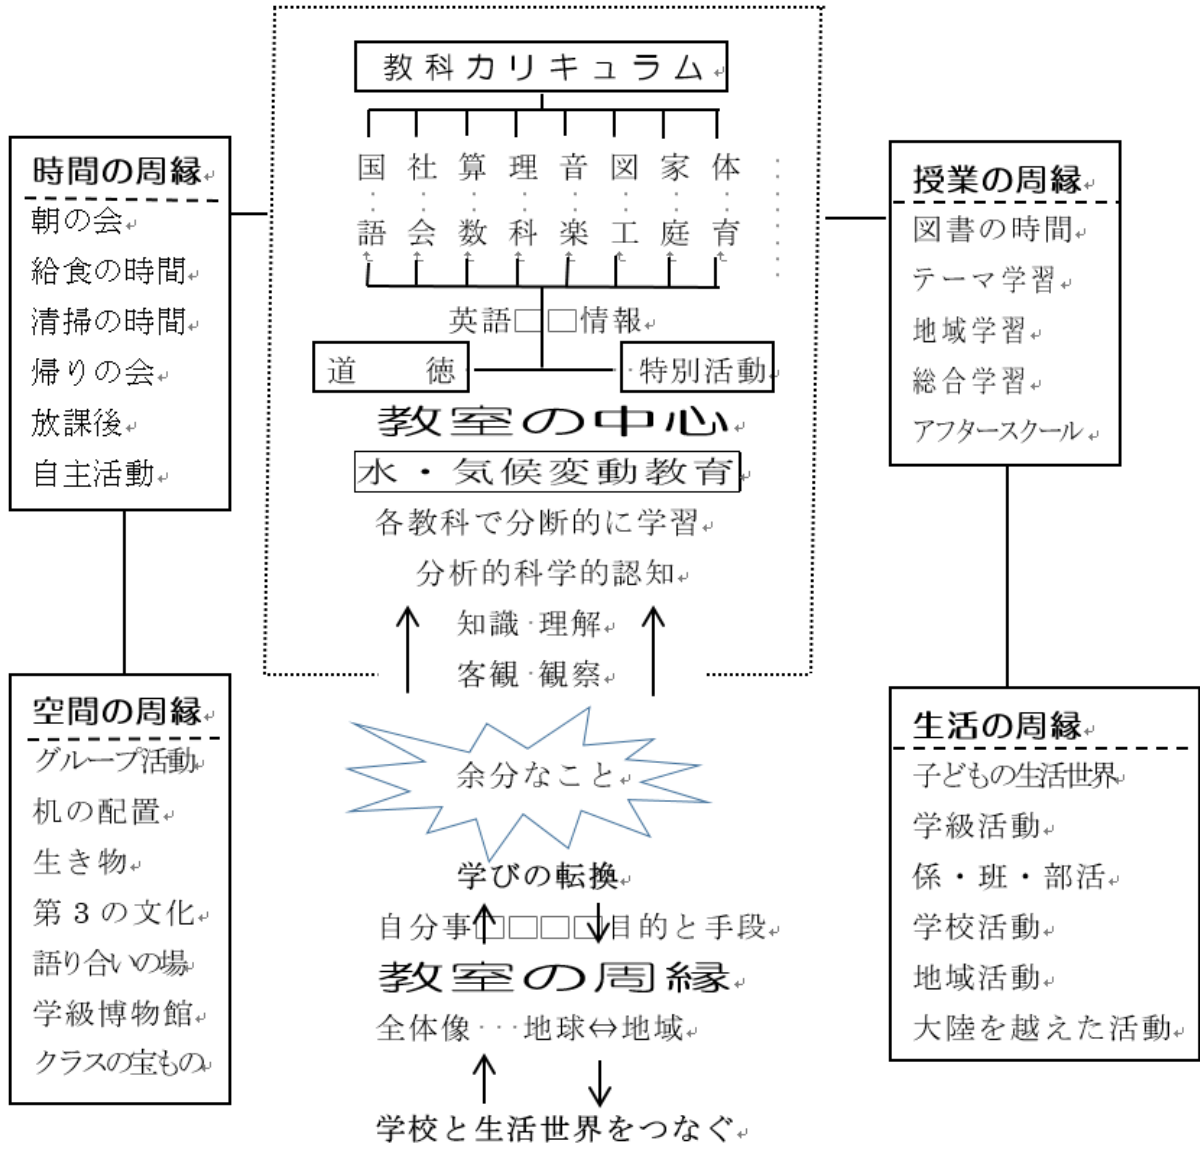 教科カリキュラム
国語 社会 算数 理科 音楽 図工 家庭 体育
英語□□情報
道 徳
特別活動
教室の中心
水・気候変動教育
各教科で分断的に学習
分析的科学的認知
知識・理解
客観・観察
余分なこと
学びの転換
自分事□□□□目的と手段
教室の周縁
全体像・・・地球⇔地域
学校と生活世界をつなぐ
時間の周縁
朝の会
給食の時間
清掃の時間
帰りの会
放課後
自主活動
空間の周縁
グループ活動
机の配置
生き物
第3の文化
語り合いの場
学級博物館
クラスの宝もの
授業の周縁
図書の時間
テーマ学習
地域学習
総合学習
アフタースクール
生活の周縁
子どもの生活世界
学級活動
係・班・部活
学校活動
地域活動
大陸を越えた活動